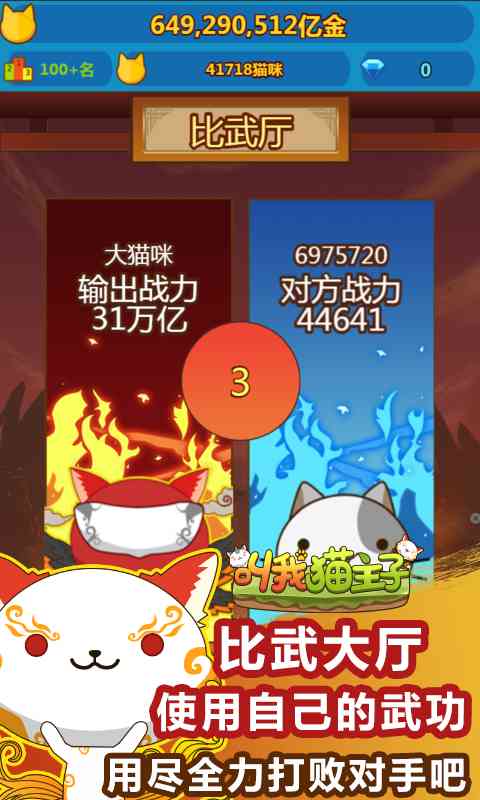 649,290,512亿金
100+名
41718猫咪
0
比武厅
大猫咪
输出战力
31万亿
6975720
对方战力
44641
3
叫我猫主子
比武大厅
使用自己的武功
用尽全力打败对手吧